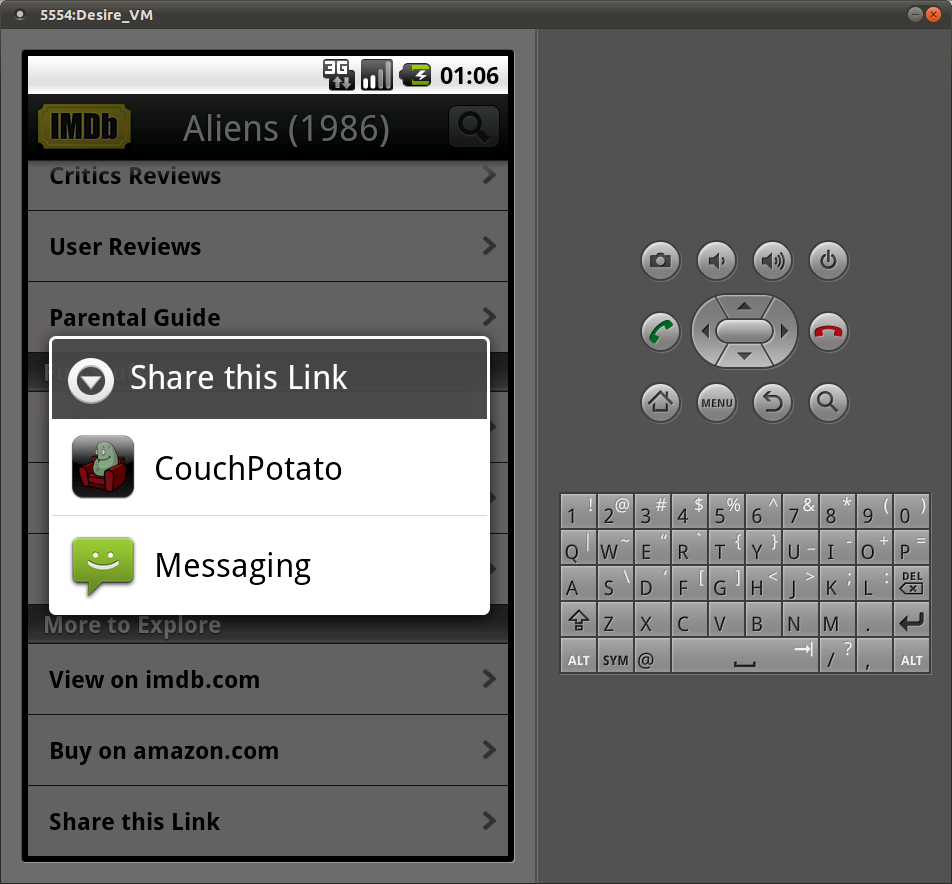 5554:Desire_VM
3G 01:06
IMDb Aliens (1986)
Critics Reviews
User Reviews
Parental Guide
Share this Link
CouchPotato
Messaging
More to Explore
View on imdb.com
Buy on amazon.com
Share this Link
MENU
1 ! 2 @ 3 # 4 $ 5 % 6 ^ 7 & 8 * 9 ( 0 )
Q | W ~ E “ R ` T { Y } U _ I - O + P =
A S \ D ‘ F [ G ] H < J > K ; L : DEL
Z X C V B N M .
ALT SYM @ / ? , ALT